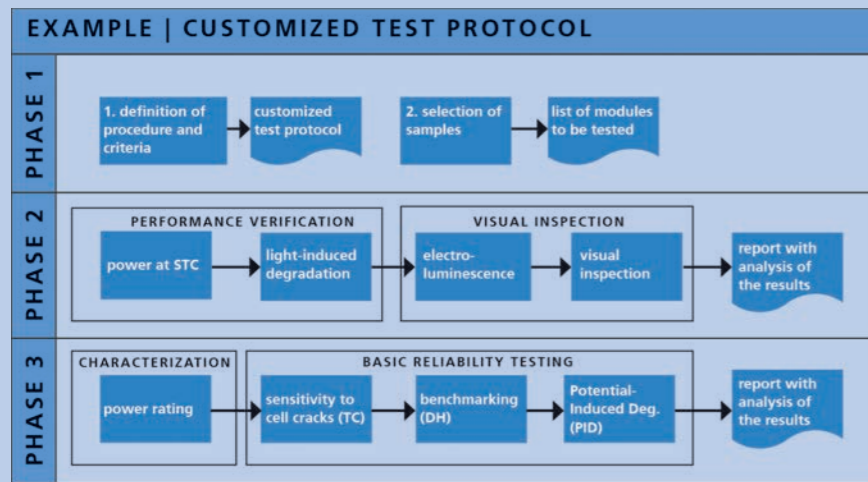 EXAMPLE | CUSTOMIZED TEST PROTOCOL
PHASE 1
1. definition of
procedure and
criteria
customized
test protocol
2. selection of
samples
list of modules
to be tested
PHASE 2
PERFORMANCE VERIFICATION
power at STC
light-induced
degradation
VISUAL INSPECTION
electro-
luminescence
visual
inspection
report with
analysis of
the results
PHASE 3
CHARACTERIZATION
power rating
BASIC RELIABILITY TESTING
sensitivity to
cell cracks (TC)
benchmarking
(DH)
Potential-
Induced Deg.
(PID)
report with
analysis of
the results